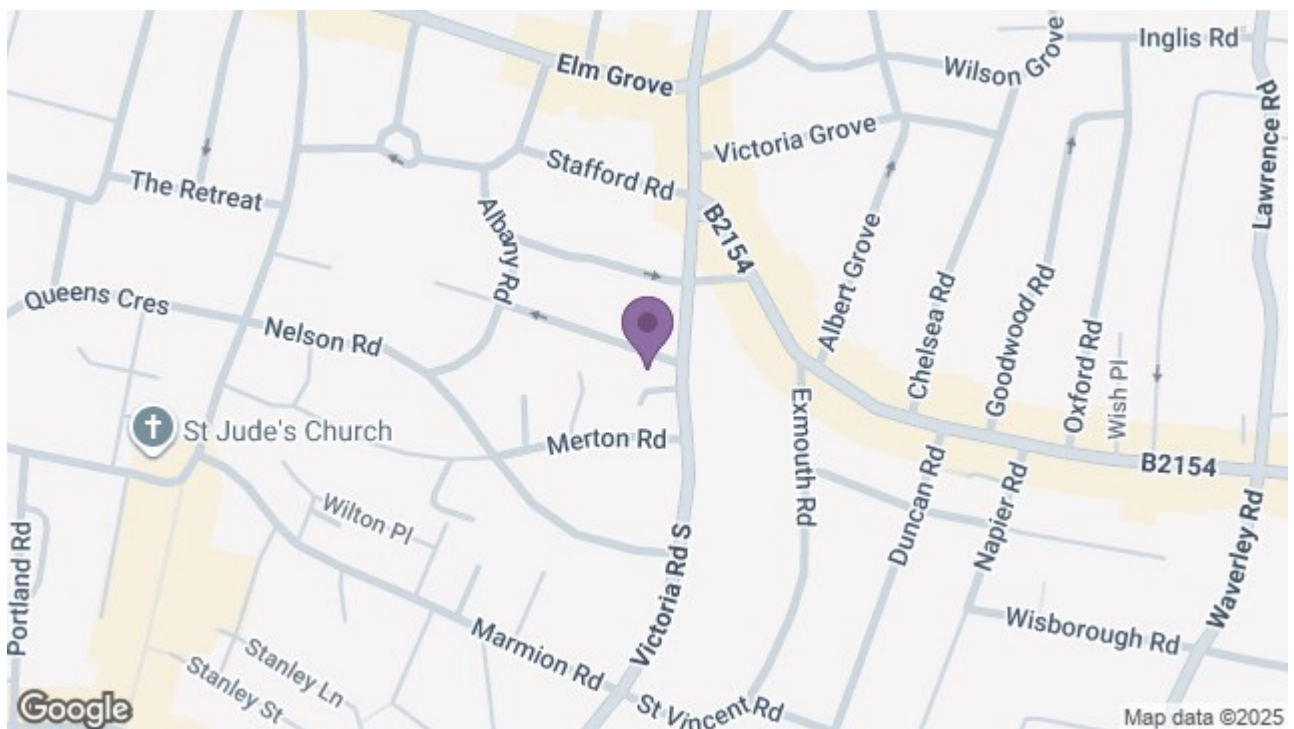 Inglis Rd
Elm Grove
Wilson Grove
Lawrence Rd
Victoria Grove
Stafford Rd
The Retreat
Albany Rd
B2154
Albert Grove
Chelsea Rd
Goodwood Rd
Oxford Rd
Wish Pl
Queens Cres
Nelson Rd
St Jude's Church
Merton Rd
Exmouth Rd
Duncan Rd
Napier Rd
B2154
Waverley Rd
Wilton Pl
Portland Rd
Victoria Rd S
Marmion Rd
Wisborough Rd
Stanley Ln
Stanley St
St Vincent Rd
Google
Map data ©2025